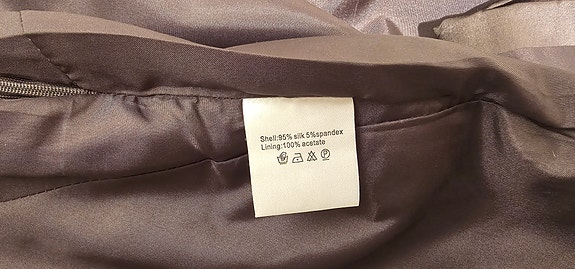 Shell:95% silk 5%spandex
Lining:100% acetate